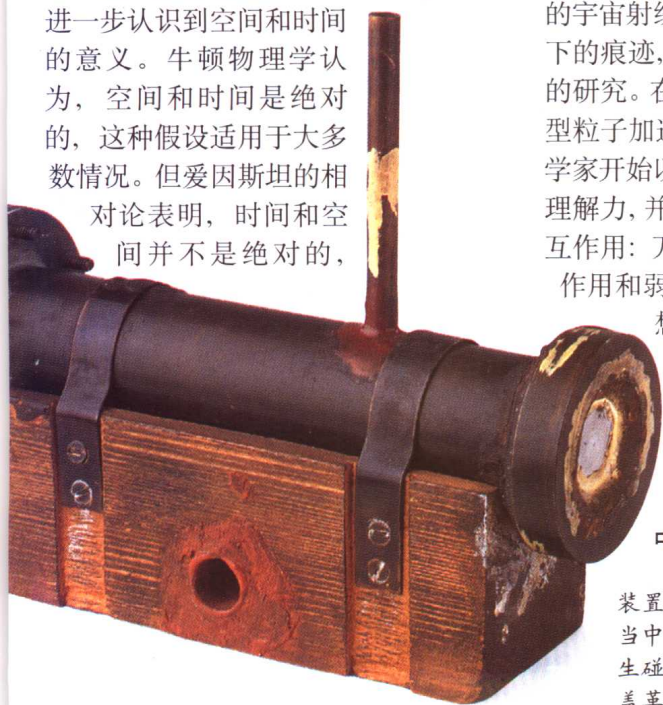 进一步认识到空间和时间
的意义。牛顿物理学认
为，空间和时间是绝对
的，这种假设适用于大多
数情况。但爱因斯坦的相
对论表明，时间和空
间并不是绝对的，
的宇宙射
下的痕迹，
的研究。在
型粒子加
学家开始
理解力，并
互作用：
作用和弱
装置
当中
生碰
盖革